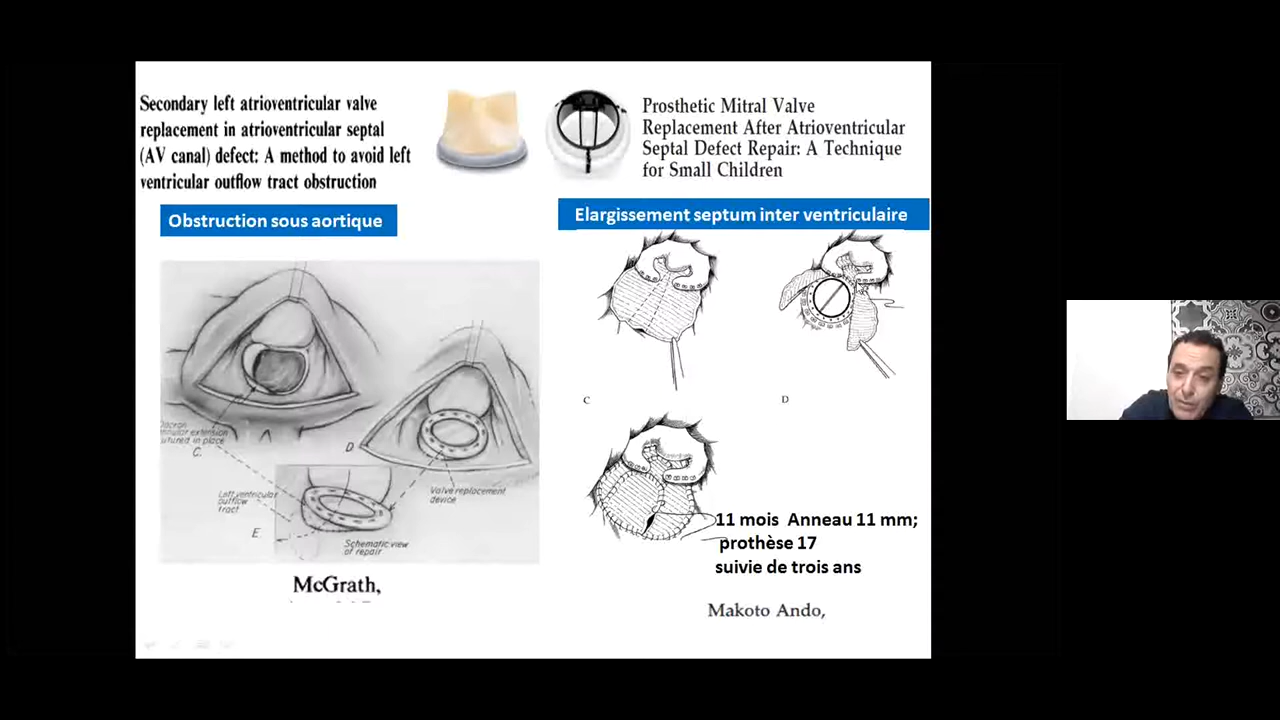 Secondary left atrioventricular valve
replacement in atrioventricular septal
(AV canal) defect: A method to avoid left
ventricular outflow tract obstruction
Obstruction sous aortique
sutured in place
C.
D.
Left ventricular
outflow
tract
Valve replacement
device
E.
Schematic view
of repair
McGrath,
Prosthetic Mitral Valve
Replacement After Atrioventricular
Septal Defect Repair: A Technique
for Small Children
Elargissement septum inter ventriculaire
C
D
11 mois Anneau 11 mm;
prothèse 17
suivie de trois ans
Makoto Ando,